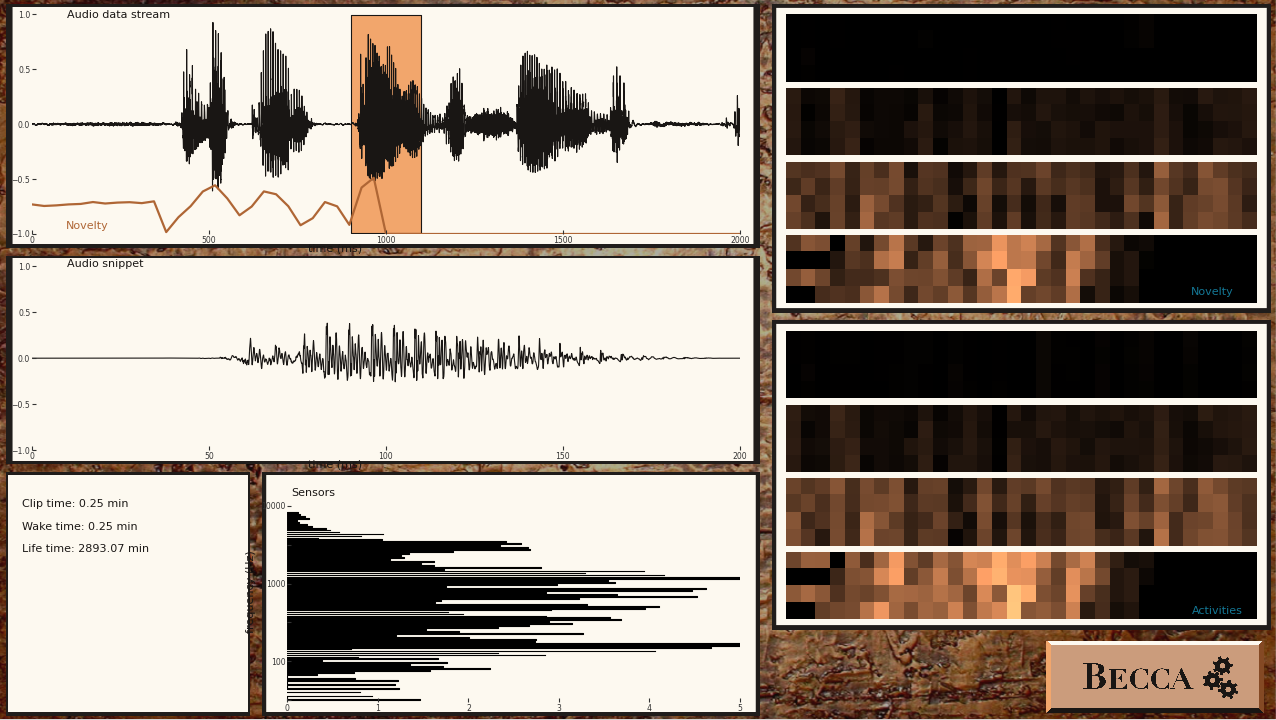 Audio data stream
1.0
0.5
0.0
−0.5
−1.0
Novelty
0 500 1000 1500 2000
time (ms)
Audio snippet
1.0
0.5
0.0
−0.5
−1.0
0 50 100 150 200
time (ms)
Clip time: 0.25 min
Wake time: 0.25 min
Life time: 2893.07 min
Sensors
0000
1000
100
frequency (Hz)
0 1 2 3 4 5
Novelty
Activities
BECCA